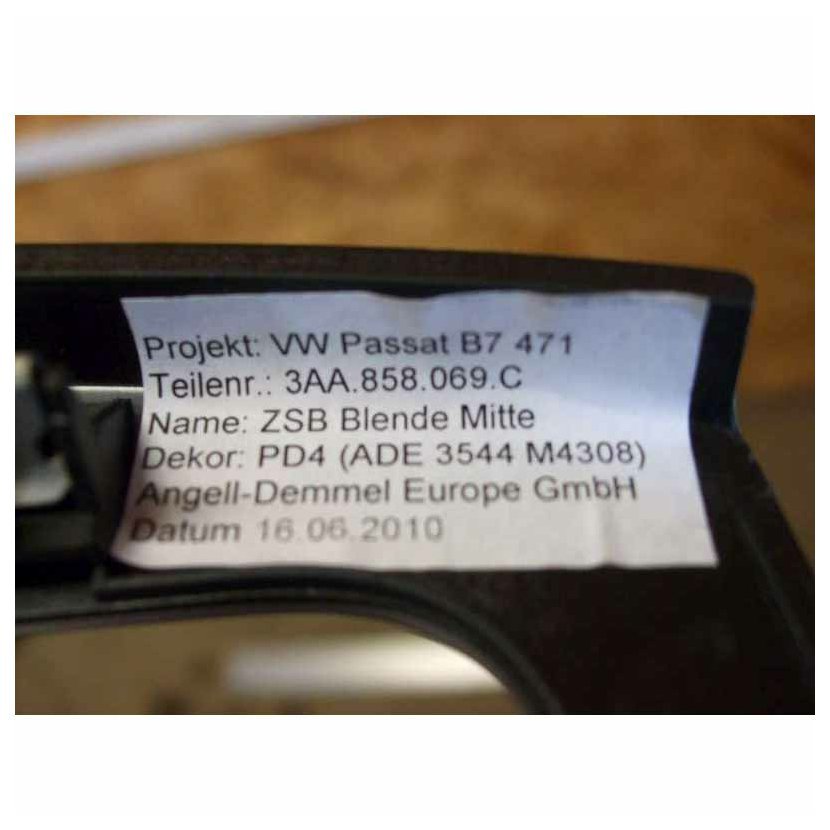 Projekt: VW Passat B7 471
Teilenr.: 3AA.858.069.C
Name: ZSB Blende Mitte
Dekor: PD4 (ADE 3544 M4308)
Angell-Demmel Europe GmbH
Datum 16.06.2010